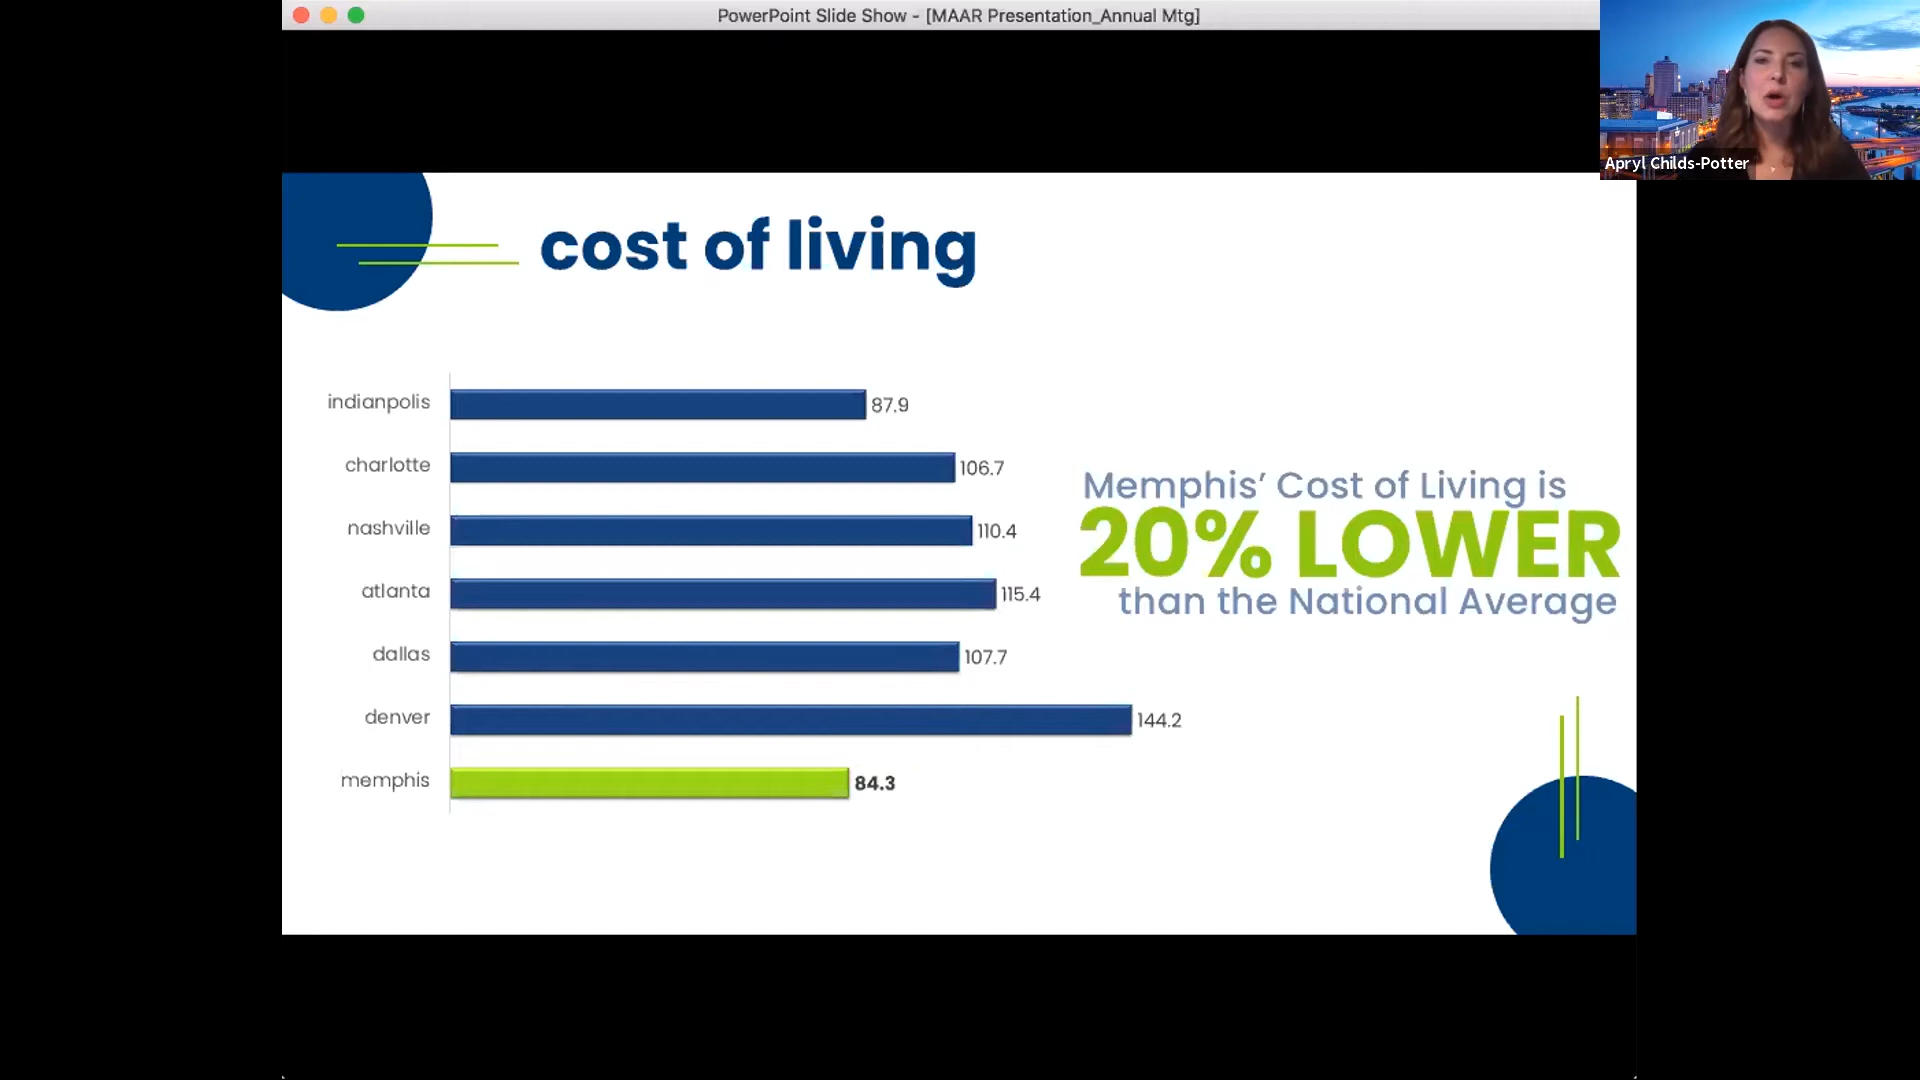 PowerPoint Slide Show - [MAAR Presentation_Annual Mtg]
Apryl Childs-Potter
cost of living
indianpolis 87.9
charlotte 106.7
nashville 110.4
atlanta 115.4
dallas 107.7
denver 144.2
memphis 84.3
Memphis’ Cost of Living is
20% LOWER
than the National Average